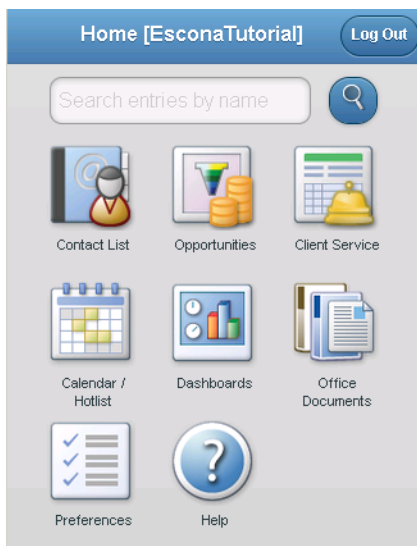 Home [EsconaTutorial]
Log Out
Search entries by name
Contact List
Opportunities
Client Service
Calendar /
Hotlist
Dashboards
Office
Documents
Preferences
Help